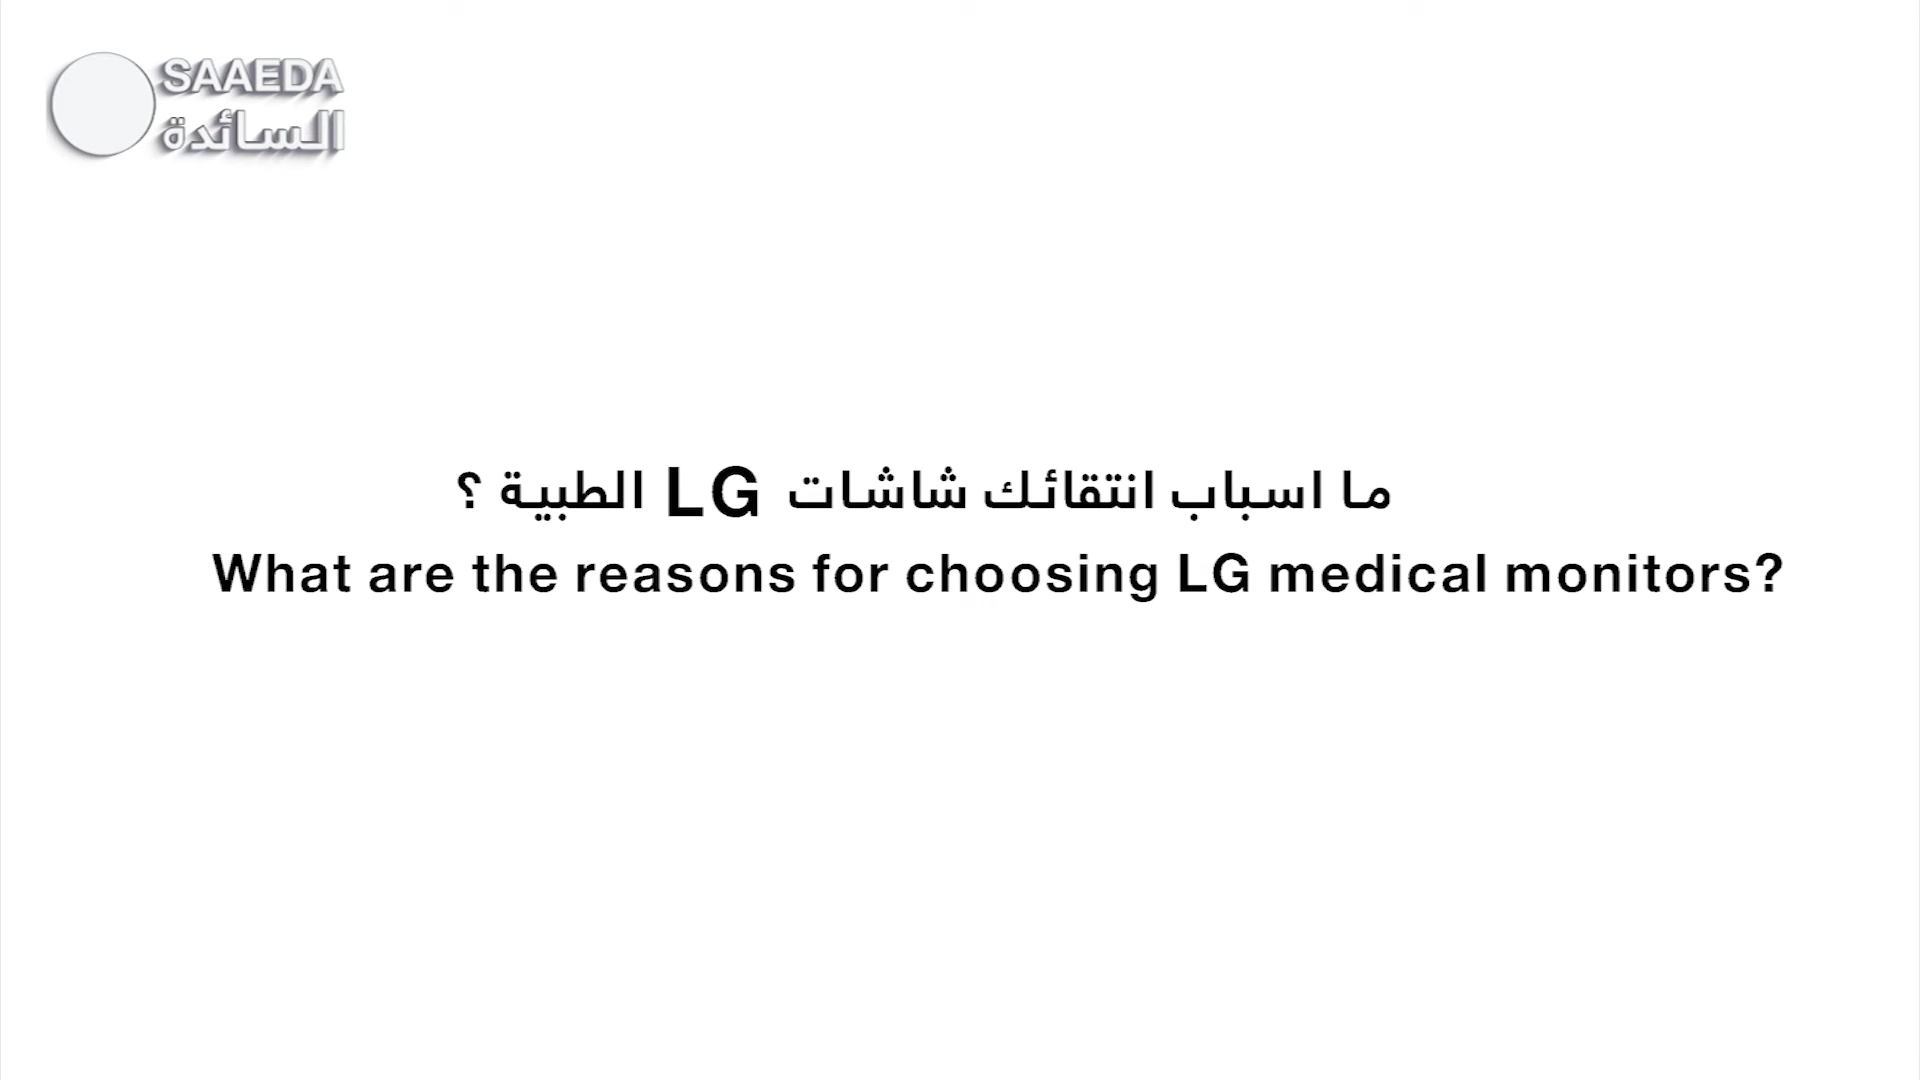 SAAEDA
السائدة
ما اسباب انتقائك شاشات LG الطبية ؟
What are the reasons for choosing LG medical monitors?